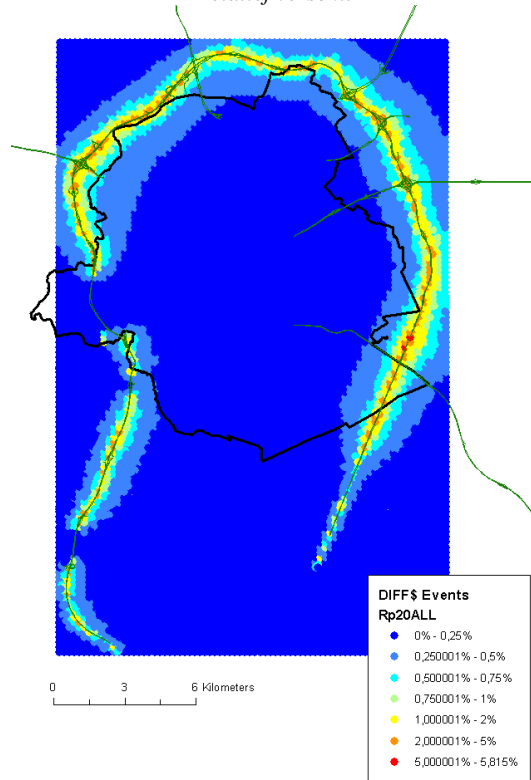 0 3 6 Kilometers
DIFF$ Events
Rp20ALL
0% - 0,25%
0,250001% - 0,5%
0,500001% - 0,75%
0,750001% - 1%
1,000001% - 2%
2,000001% - 5%
5,000001% - 5,815%